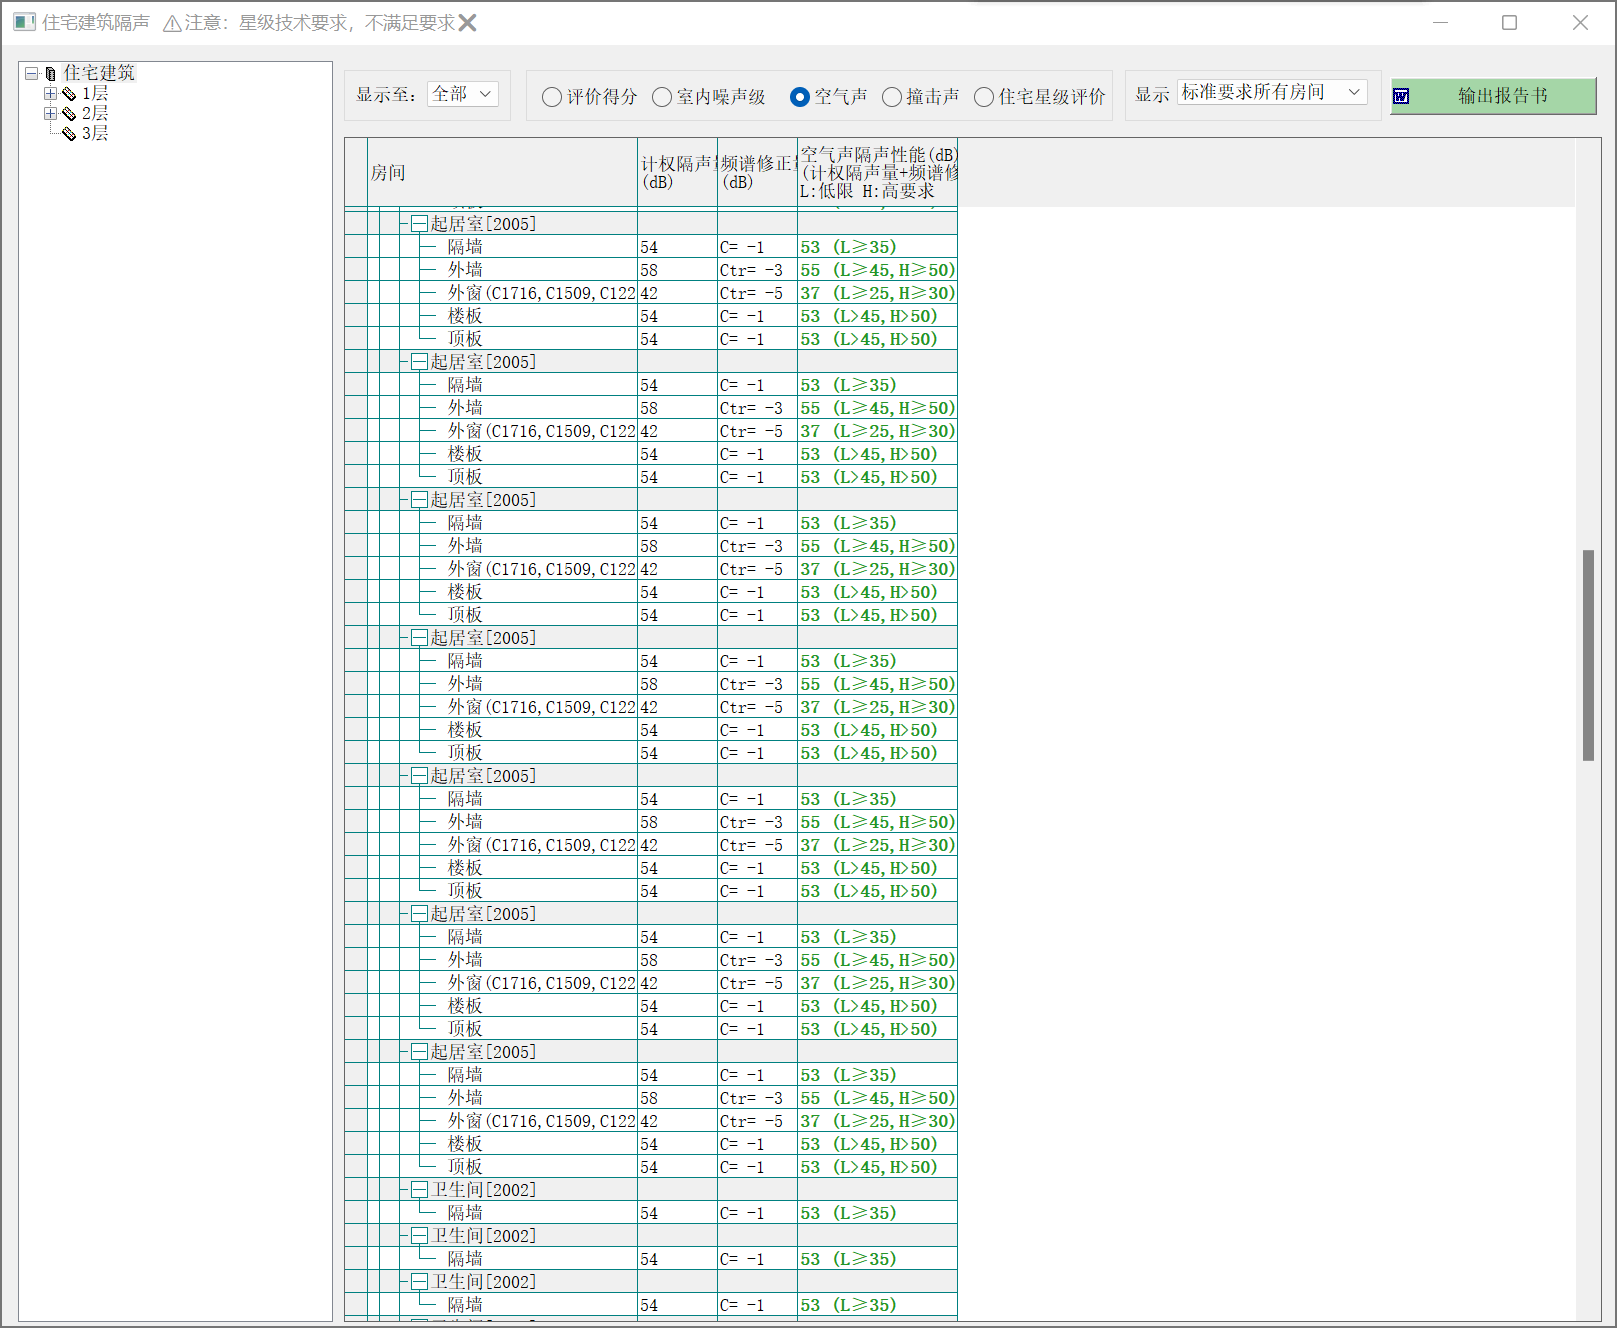 住宅建筑隔声 ⚠注意：星级技术要求，不满足要求✕
住宅建筑
1层
2层
3层
显示至： 全部 评价得分 室内噪声级 空气声 撞击声 住宅星级评价 显示 标准要求所有房间 输出报告书
房间 计权隔声量(dB) 频谱修正量(dB) 空气声隔声性能(dB)
(计权隔声量+频谱修
L:低限 H:高要求
起居室[2005]
隔墙 54 C= -1 53 (L≥35)
外墙 58 Ctr= -3 55 (L≥45,H≥50)
外窗(C1716,C1509,C122 42 Ctr= -5 37 (L≥25,H≥30)
楼板 54 C= -1 53 (L>45,H>50)
顶板 54 C= -1 53 (L>45,H>50)
起居室[2005]
隔墙 54 C= -1 53 (L≥35)
外墙 58 Ctr= -3 55 (L≥45,H≥50)
外窗(C1716,C1509,C122 42 Ctr= -5 37 (L≥25,H≥30)
楼板 54 C= -1 53 (L>45,H>50)
顶板 54 C= -1 53 (L>45,H>50)
起居室[2005]
隔墙 54 C= -1 53 (L≥35)
外墙 58 Ctr= -3 55 (L≥45,H≥50)
外窗(C1716,C1509,C122 42 Ctr= -5 37 (L≥25,H≥30)
楼板 54 C= -1 53 (L>45,H>50)
顶板 54 C= -1 53 (L>45,H>50)
起居室[2005]
隔墙 54 C= -1 53 (L≥35)
外墙 58 Ctr= -3 55 (L≥45,H≥50)
外窗(C1716,C1509,C122 42 Ctr= -5 37 (L≥25,H≥30)
楼板 54 C= -1 53 (L>45,H>50)
顶板 54 C= -1 53 (L>45,H>50)
起居室[2005]
隔墙 54 C= -1 53 (L≥35)
外墙 58 Ctr= -3 55 (L≥45,H≥50)
外窗(C1716,C1509,C122 42 Ctr= -5 37 (L≥25,H≥30)
楼板 54 C= -1 53 (L>45,H>50)
顶板 54 C= -1 53 (L>45,H>50)
起居室[2005]
隔墙 54 C= -1 53 (L≥35)
外墙 58 Ctr= -3 55 (L≥45,H≥50)
外窗(C1716,C1509,C122 42 Ctr= -5 37 (L≥25,H≥30)
楼板 54 C= -1 53 (L>45,H>50)
顶板 54 C= -1 53 (L>45,H>50)
起居室[2005]
隔墙 54 C= -1 53 (L≥35)
外墙 58 Ctr= -3 55 (L≥45,H≥50)
外窗(C1716,C1509,C122 42 Ctr= -5 37 (L≥25,H≥30)
楼板 54 C= -1 53 (L>45,H>50)
顶板 54 C= -1 53 (L>45,H>50)
卫生间[2002]
隔墙 54 C= -1 53 (L≥35)
卫生间[2002]
隔墙 54 C= -1 53 (L≥35)
卫生间[2002]
隔墙 54 C= -1 53 (L≥35)